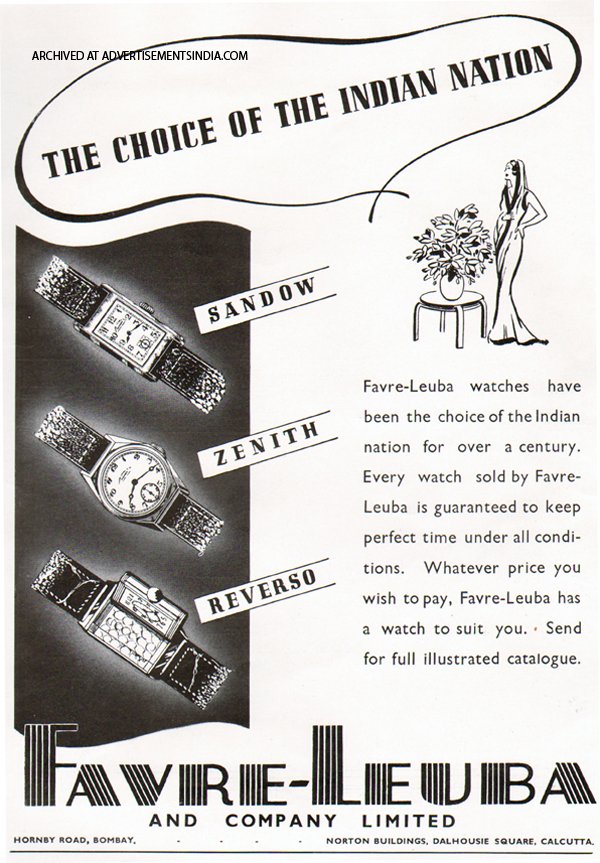 ARCHIVED AT ADVERTISEMENTSINDIA.COM
THE CHOICE OF THE INDIAN NATION
SANDOW
ZENITH
REVERSO
Favre-Leuba watches have
been the choice of the Indian
nation for over a century.
Every watch sold by Favre-
Leuba is guaranteed to keep
perfect time under all condi-
tions. Whatever price you
wish to pay, Favre-Leuba has
a watch to suit you. Send
for full illustrated catalogue.
FAVRE-LEUBA
AND COMPANY LIMITED
HORNBY ROAD, BOMBAY. - - - - NORTON BUILDINGS, DALHOUSIE SQUARE, CALCUTTA.